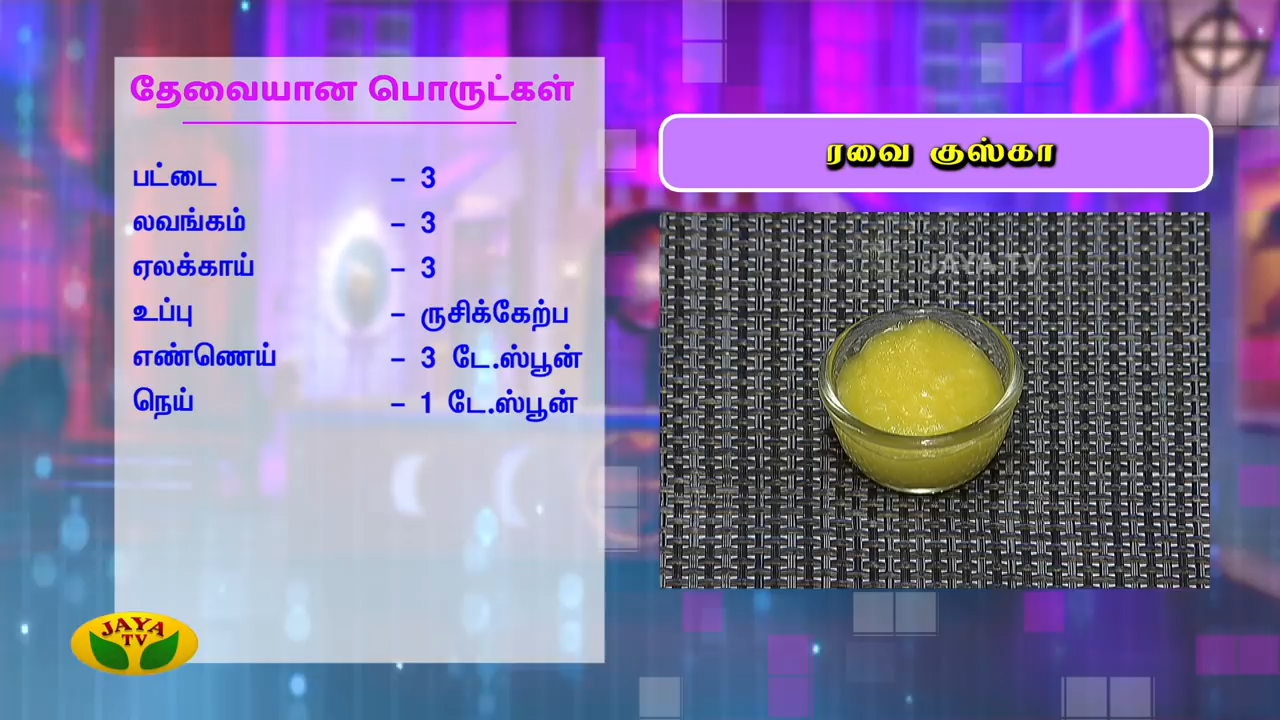 தேவையான பொருட்கள்
பட்டை – 3
லவங்கம் – 3
ஏலக்காய் – 3
உப்பு – ருசிக்கேற்ப
எண்ணெய் – 3 டே.ஸ்பூன்
நெய் – 1 டே.ஸ்பூன்
ரவை குஸ்கா
JAYA TV
JAYA
TV